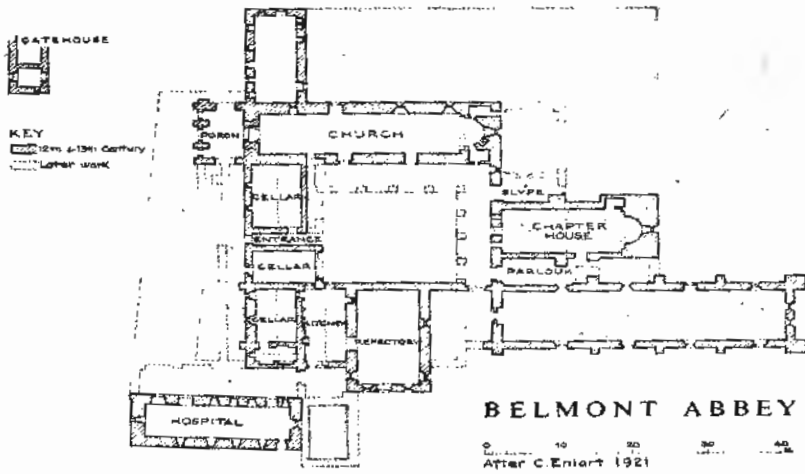 GATEHOUSE
KEY
12th & 13th Century
Later work
PORCH
CHURCH
CELLAR
ENTRANCE
CELLAR
CELLAR
KITCHEN
REFECTORY
HOSPITAL
SLYPE
CHAPTER
HOUSE
PARLOUR
BELMONT ABBEY
0 10 20 30 40
After C. Enlart 1921